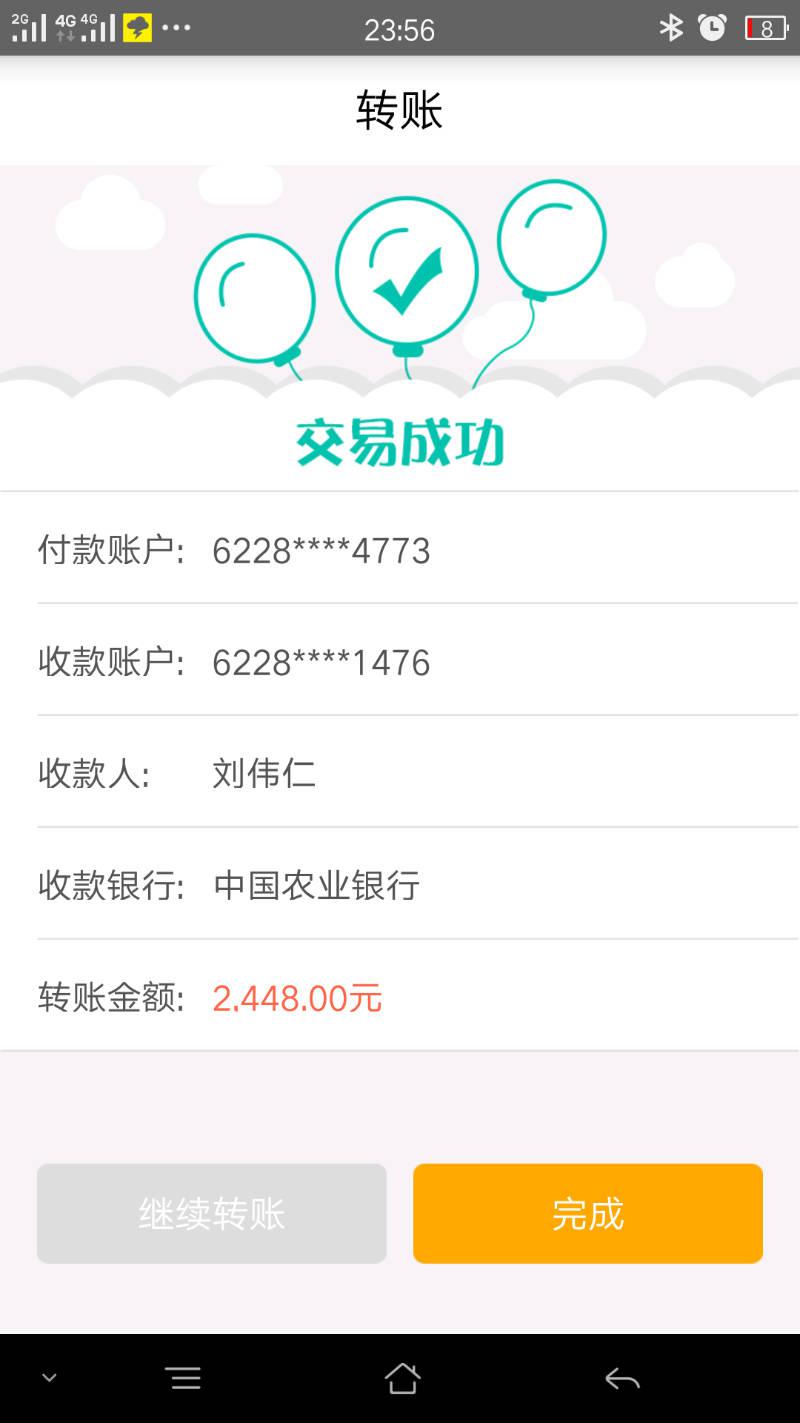 2G 4G 4G 23:56 8
转账
交易成功
付款账户: 6228****4773
收款账户: 6228****1476
收款人: 刘伟仁
收款银行: 中国农业银行
转账金额: 2,448.00元
继续转账 完成